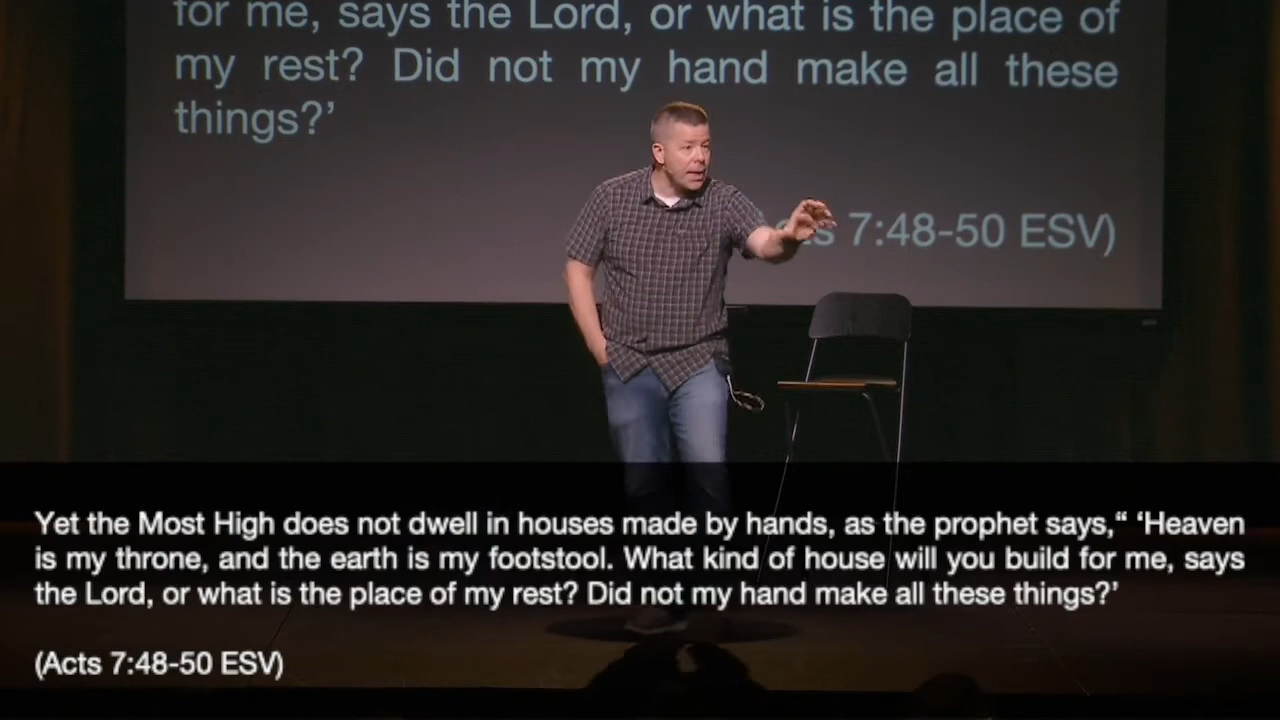 for me, says the Lord, or what is the place of
my rest? Did not my hand make all these
things?’
7:48-50 ESV)
Yet the Most High does not dwell in houses made by hands, as the prophet says,“ ‘Heaven
is my throne, and the earth is my footstool. What kind of house will you build for me, says
the Lord, or what is the place of my rest? Did not my hand make all these things?’
(Acts 7:48-50 ESV)